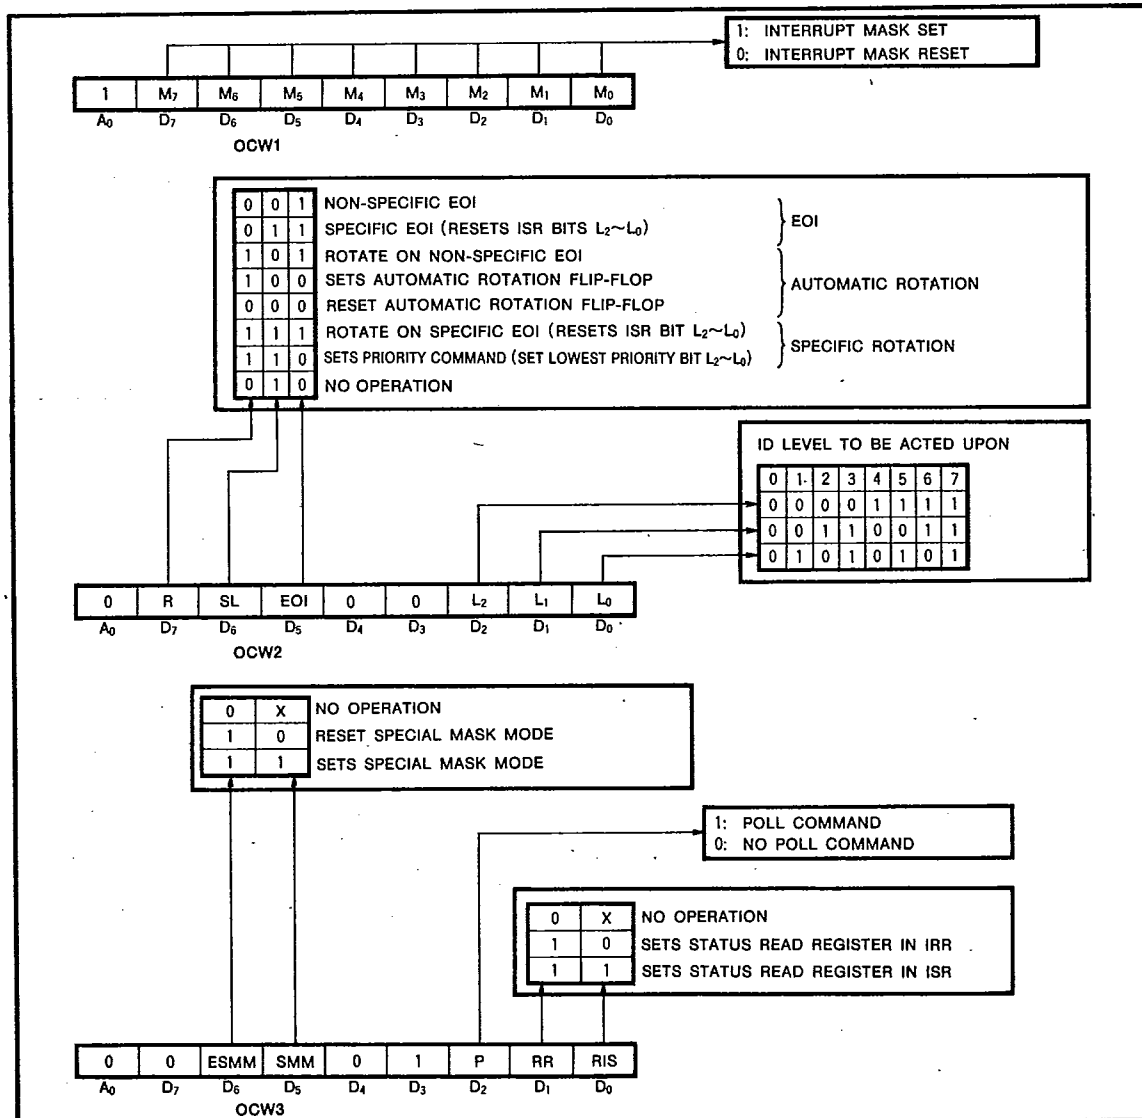 1: INTERRUPT MASK SET
0: INTERRUPT MASK RESET
1 M₇ M₆ M₅ M₄ M₃ M₂ M₁ M₀
A₀ D₇ D₆ D₅ D₄ D₃ D₂ D₁ D₀
OCW1
0 0 1 NON-SPECIFIC EOI
0 1 1 SPECIFIC EOI (RESETS ISR BITS L₂~L₀)
EOI
1 0 1 ROTATE ON NON-SPECIFIC EOI
1 0 0 SETS AUTOMATIC ROTATION FLIP-FLOP
0 0 0 RESET AUTOMATIC ROTATION FLIP-FLOP
AUTOMATIC ROTATION
1 1 1 ROTATE ON SPECIFIC EOI (RESETS ISR BIT L₂~L₀)
1 1 0 SETS PRIORITY COMMAND (SET LOWEST PRIORITY BIT L₂~L₀)
SPECIFIC ROTATION
0 1 0 NO OPERATION
ID LEVEL TO BE ACTED UPON
0 1 2 3 4 5 6 7
0 0 0 0 1 1 1 1
0 0 1 1 0 0 1 1
0 1 0 1 0 1 0 1
0 R SL EOI 0 0 L₂ L₁ L₀
A₀ D₇ D₆ D₅ D₄ D₃ D₂ D₁ D₀
OCW2
0 X NO OPERATION
1 0 RESET SPECIAL MASK MODE
1 1 SETS SPECIAL MASK MODE
1: POLL COMMAND
0: NO POLL COMMAND
0 X NO OPERATION
1 0 SETS STATUS READ REGISTER IN IRR
1 1 SETS STATUS READ REGISTER IN ISR
0 0 ESMM SMM 0 1 P RR RIS
A₀ D₇ D₆ D₅ D₄ D₃ D₂ D₁ D₀
OCW3